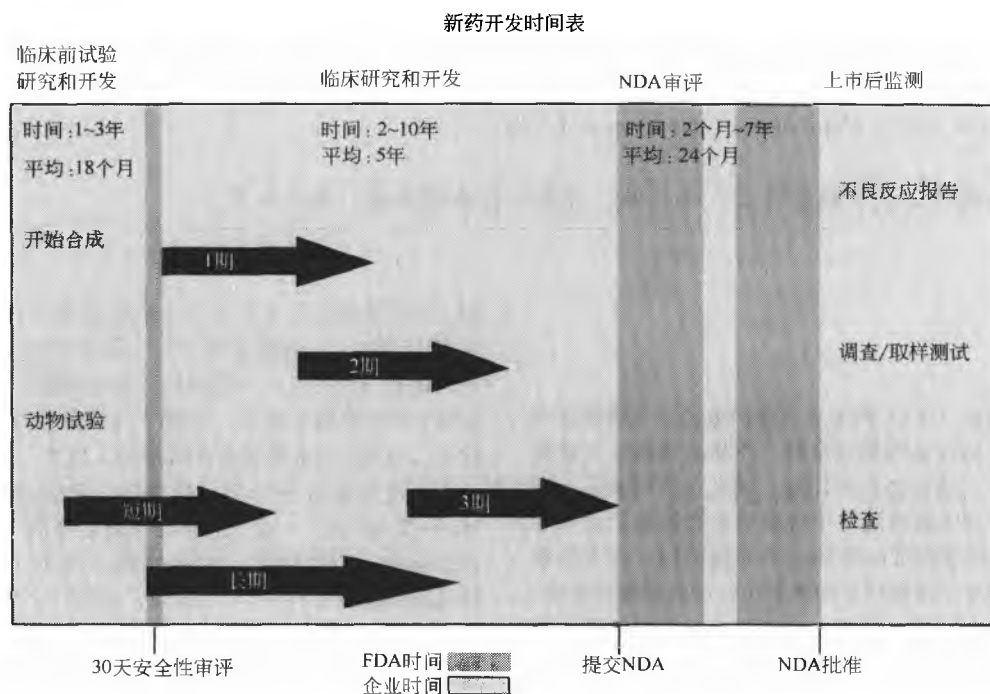 新药开发时间表
临床前试验
研究和开发
临床研究和开发
NDA审评
上市后监测
时间:1~3年
平均:18个月
时间:2~10年
平均:5年
时间:2个月~7年
平均:24个月
不良反应报告
开始合成
1期
调查/取样测试
2期
动物试验
短期
3期
检查
长期
30天安全性审评
FDA时间
企业时间
提交NDA
NDA批准